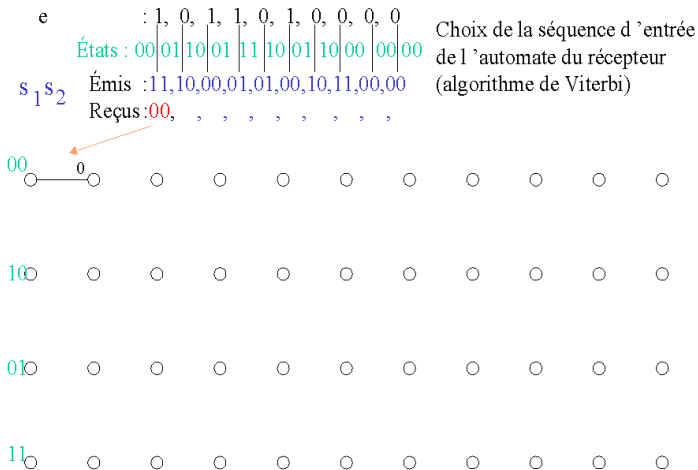 e : 1, 0, 1, 1, 0, 1, 0, 0, 0, 0
États : 00 01 10 01 11 10 01 10 00 00 00
s1s2 Émis :11,10,00,01,01,00,10,11,00,00
Reçus :00, , , , , , , , ,
Choix de la séquence d ’entrée
de l ’automate du récepteur
(algorithme de Viterbi)
00
0
10
01
11